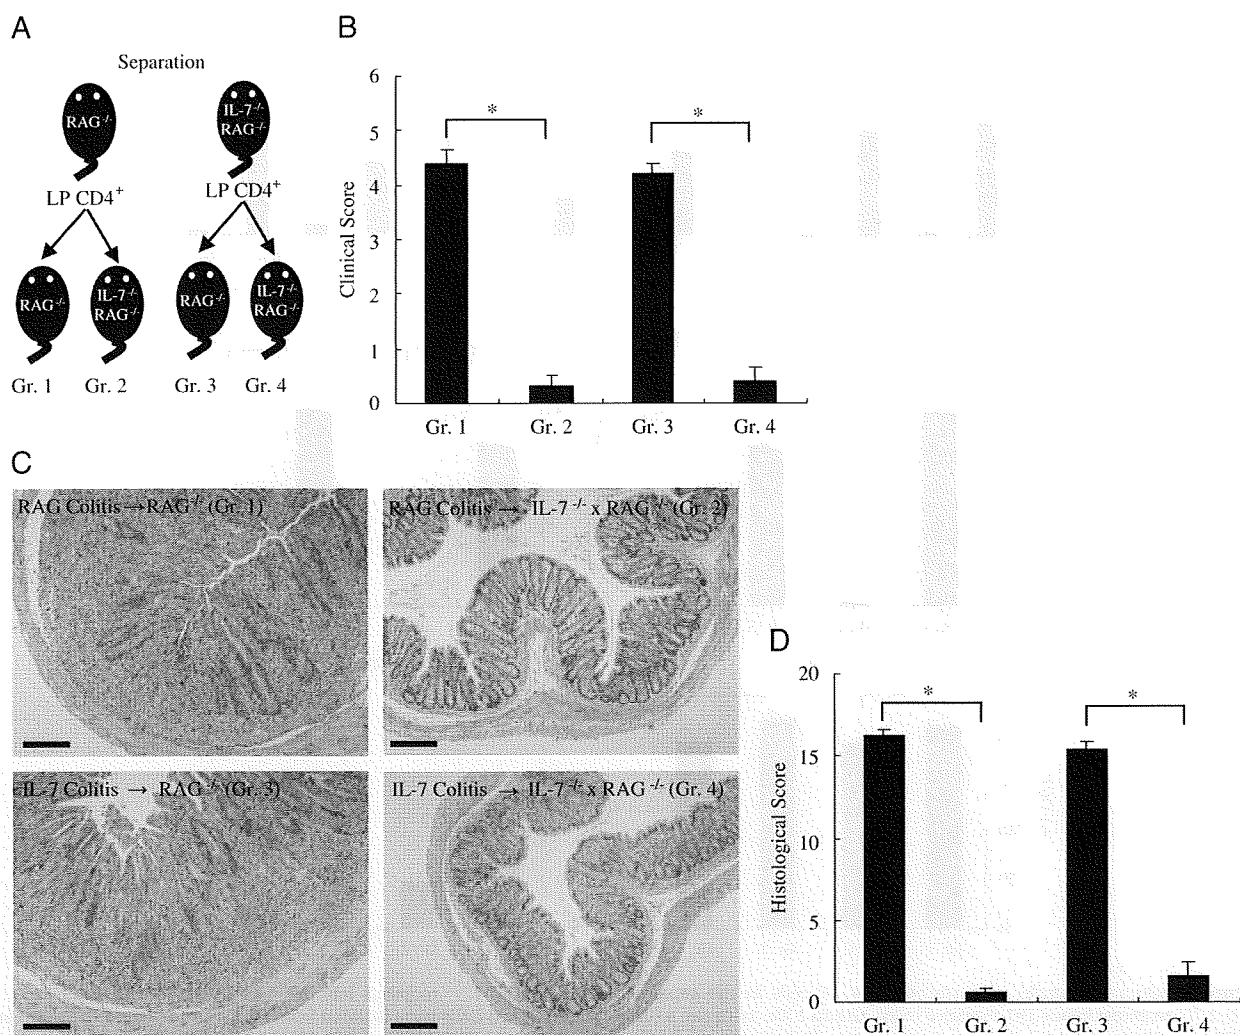 A
Separation
RAG-/-
IL-7-/-
RAG-/-
LP CD4+
LP CD4+
RAG-/-
IL-7-/-
RAG-/-
RAG-/-
IL-7-/-
RAG-/-
Gr. 1 Gr. 2 Gr. 3 Gr. 4
B
Clinical Score
6
5
4
3
2
1
0
*
*
Gr. 1 Gr. 2 Gr. 3 Gr. 4
C
RAG Colitis → RAG-/- (Gr. 1)
RAG Colitis → IL-7 -/- x RAG -/- (Gr. 2)
IL-7 Colitis → RAG-/- (Gr. 3)
IL-7 Colitis → IL-7 -/- x RAG -/- (Gr. 4)
D
Histological Score
20
15
10
5
0
*
*
Gr. 1 Gr. 2 Gr. 3 Gr. 4